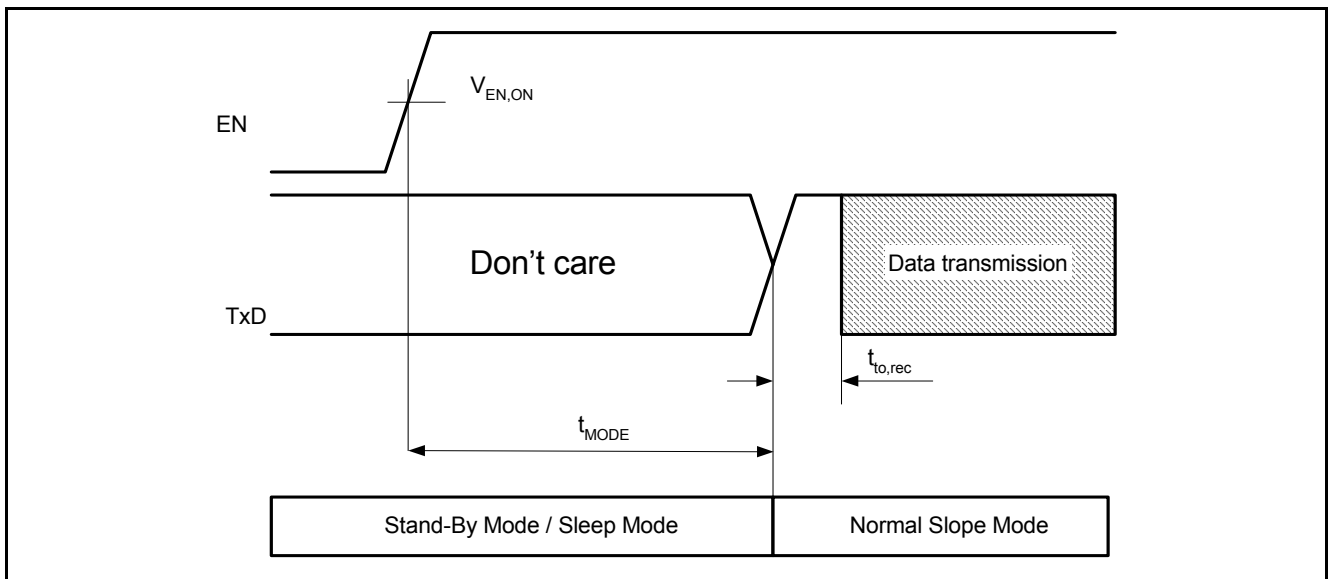 V_EN,ON
EN
Don't care
Data transmission
TxD
t_to,rec
t_MODE
Stand-By Mode / Sleep Mode
Normal Slope Mode